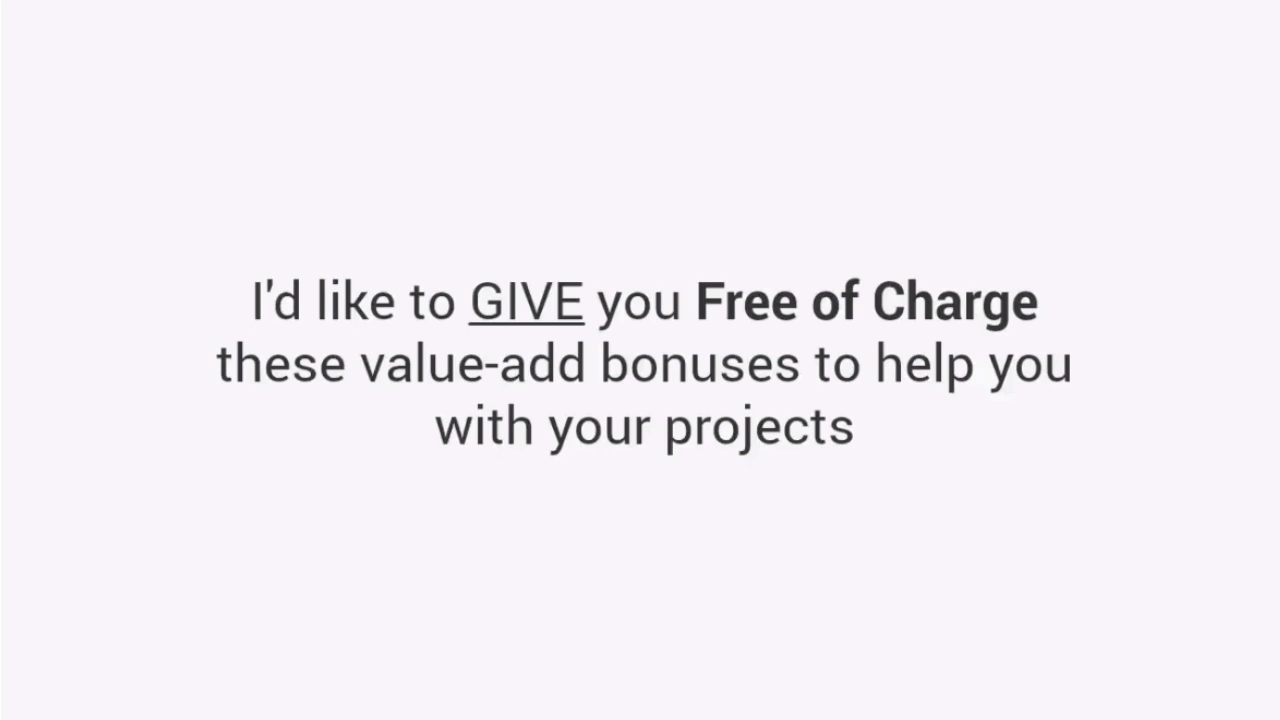 I'd like to GIVE you Free of Charge
these value-add bonuses to help you
with your projects